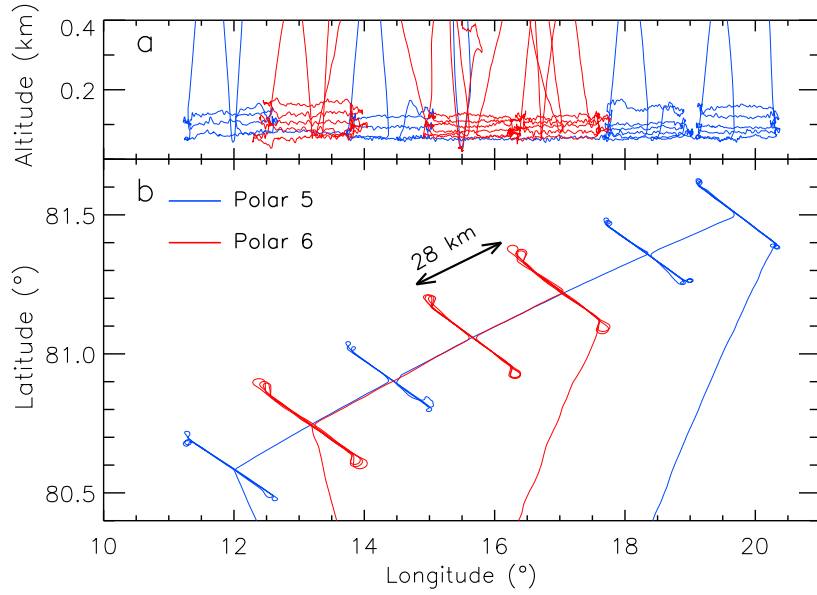 Altitude (km)
0.4
0.2
a
b
Polar 5
Polar 6
28 km
Latitude (°)
81.5
81.0
80.5
10 12 14 16 18 20
Longitude (°)